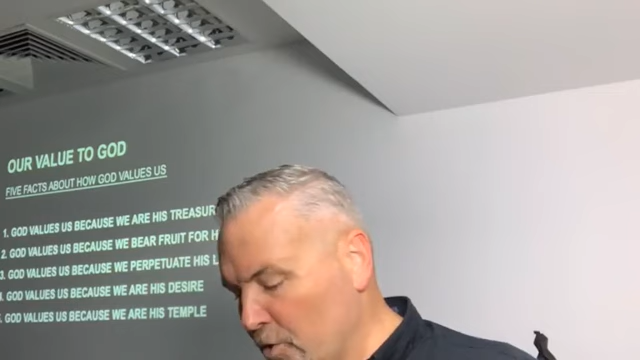 OUR VALUE TO GOD
FIVE FACTS ABOUT HOW GOD VALUES US
1. GOD VALUES US BECAUSE WE ARE HIS
2. GOD VALUES US BECAUSE WE BEAR FRUIT FOR
3. GOD VALUES US BECAUSE WE PERPETUATE HIS
GOD VALUES US BECAUSE WE ARE HIS DESIRE
GOD VALUES US BECAUSE WE ARE HIS TEMPLE